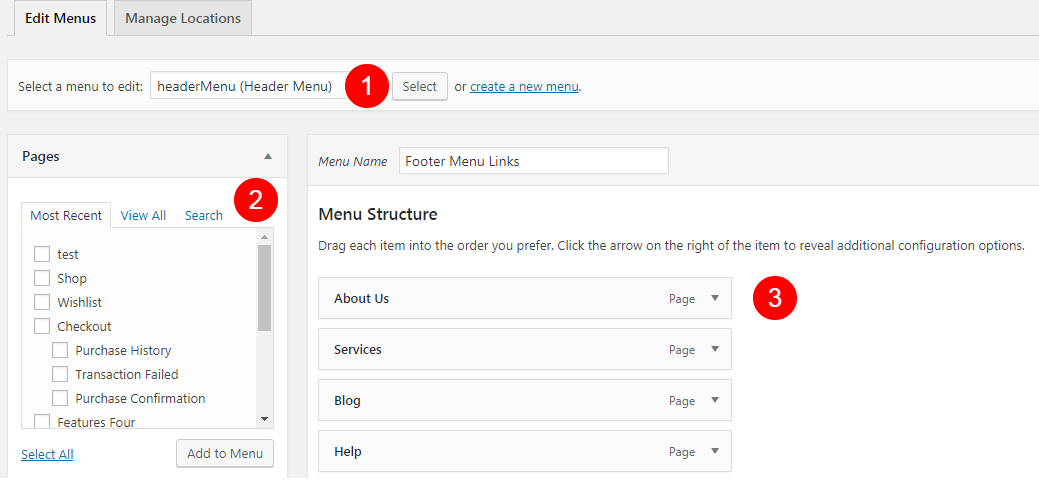 Edit Menus
Manage Locations
Select a menu to edit: headerMenu (Header Menu) 1 Select or create a new menu.
Pages
2
Most Recent View All Search
test
Shop
Wishlist
Checkout
Purchase History
Transaction Failed
Purchase Confirmation
Features Four
Select All Add to Menu
Menu Name Footer Menu Links
Menu Structure
Drag each item into the order you prefer. Click the arrow on the right of the item to reveal additional configuration options.
About Us Page 3
Services Page
Blog Page
Help Page